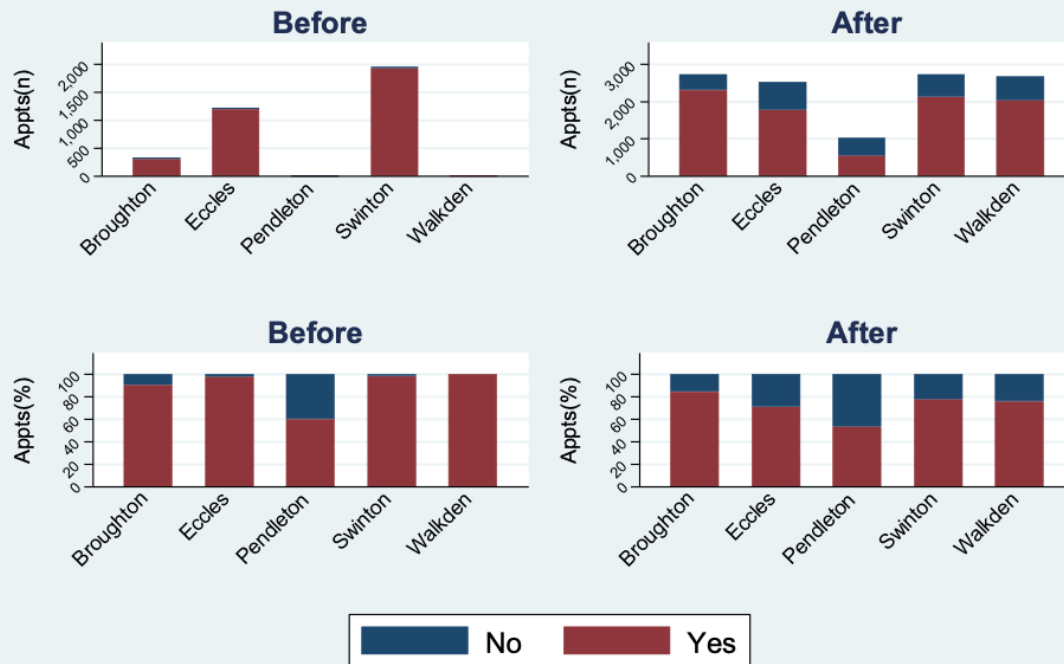 Before
Appts(n)
2,000
1,500
1,000
500
0
Broughton
Eccles
Pendleton
Swinton
Walkden
After
Appts(n)
3,000
2,000
1,000
0
Broughton
Eccles
Pendleton
Swinton
Walkden
Before
Appts(%)
100
80
60
40
20
0
Broughton
Eccles
Pendleton
Swinton
Walkden
After
Appts(%)
100
80
60
40
20
0
Broughton
Eccles
Pendleton
Swinton
Walkden
No
Yes